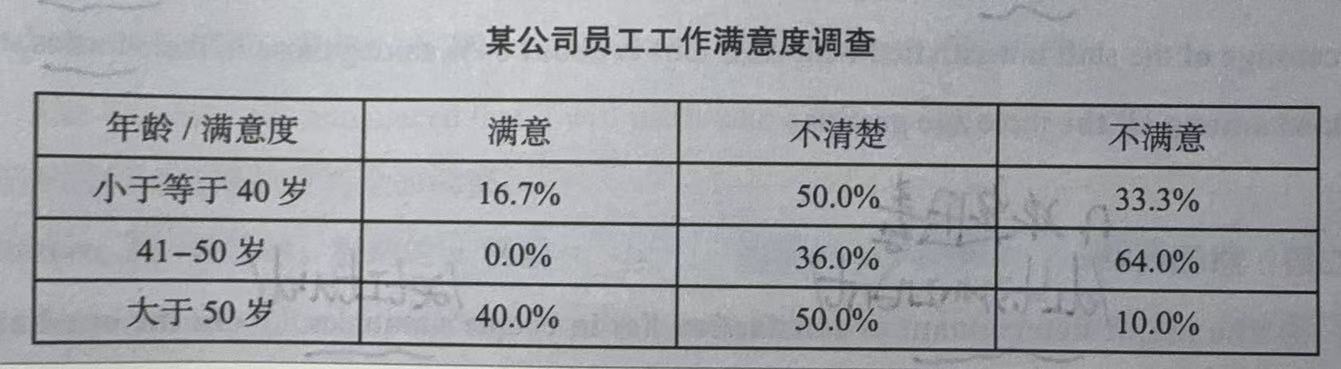 某公司员工工作满意度调查
年龄 / 满意度 满意 不清楚 不满意
小于等于 40 岁 16.7% 50.0% 33.3%
41–50 岁 0.0% 36.0% 64.0%
大于 50 岁 40.0% 50.0% 10.0%